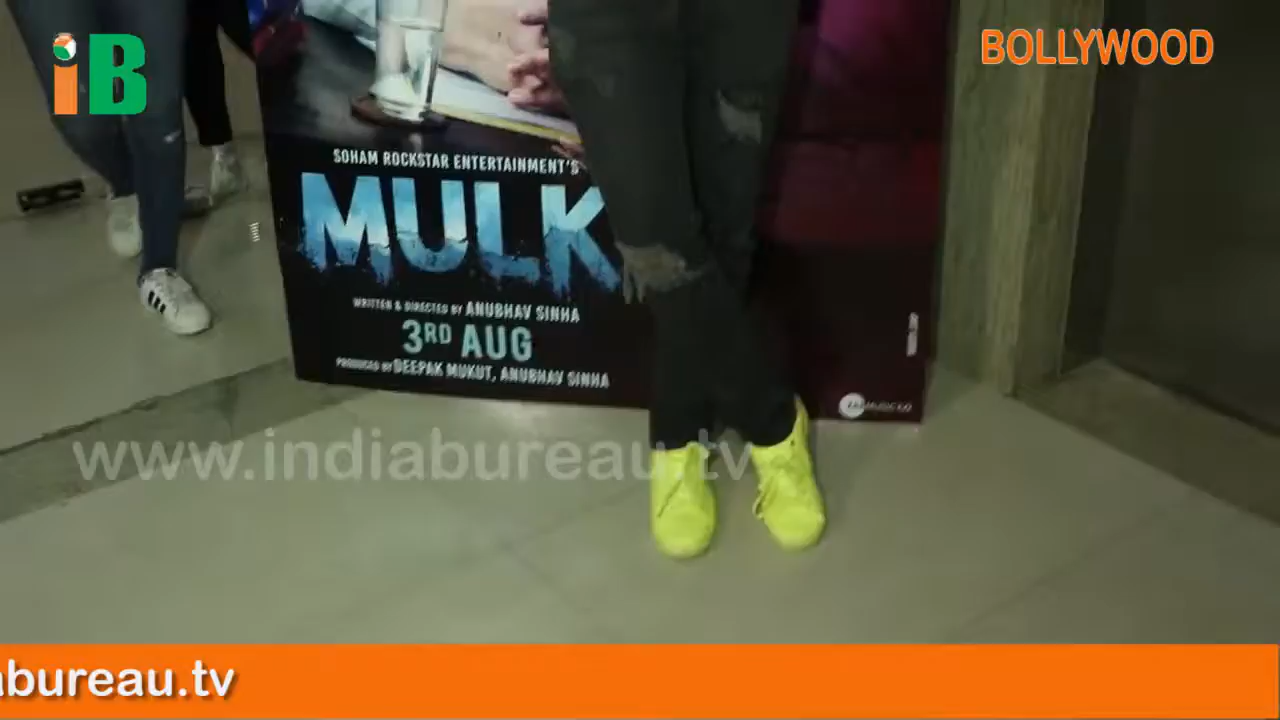 iB
BOLLYWOOD
SOHAM ROCKSTAR ENTERTAINMENT'S
MULK
WRITTEN & DIRECTED BY ANUBHAV SINHA
3RD AUG
PRODUCED BY DEEPAK MUKUT, ANUBHAV SINHA
www.indiabureau.tv
abureau.tv